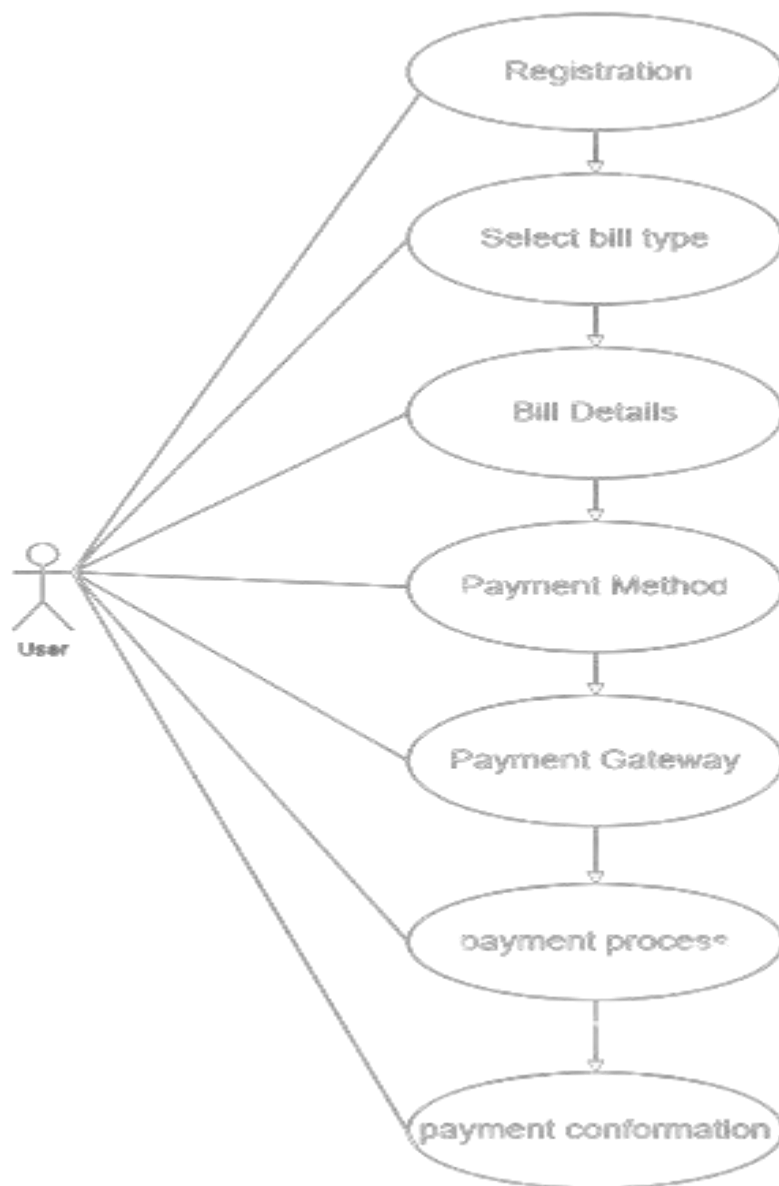 Registration
Select bill type
Bill Details
Payment Method
User
Payment Gateway
payment process
payment conformation